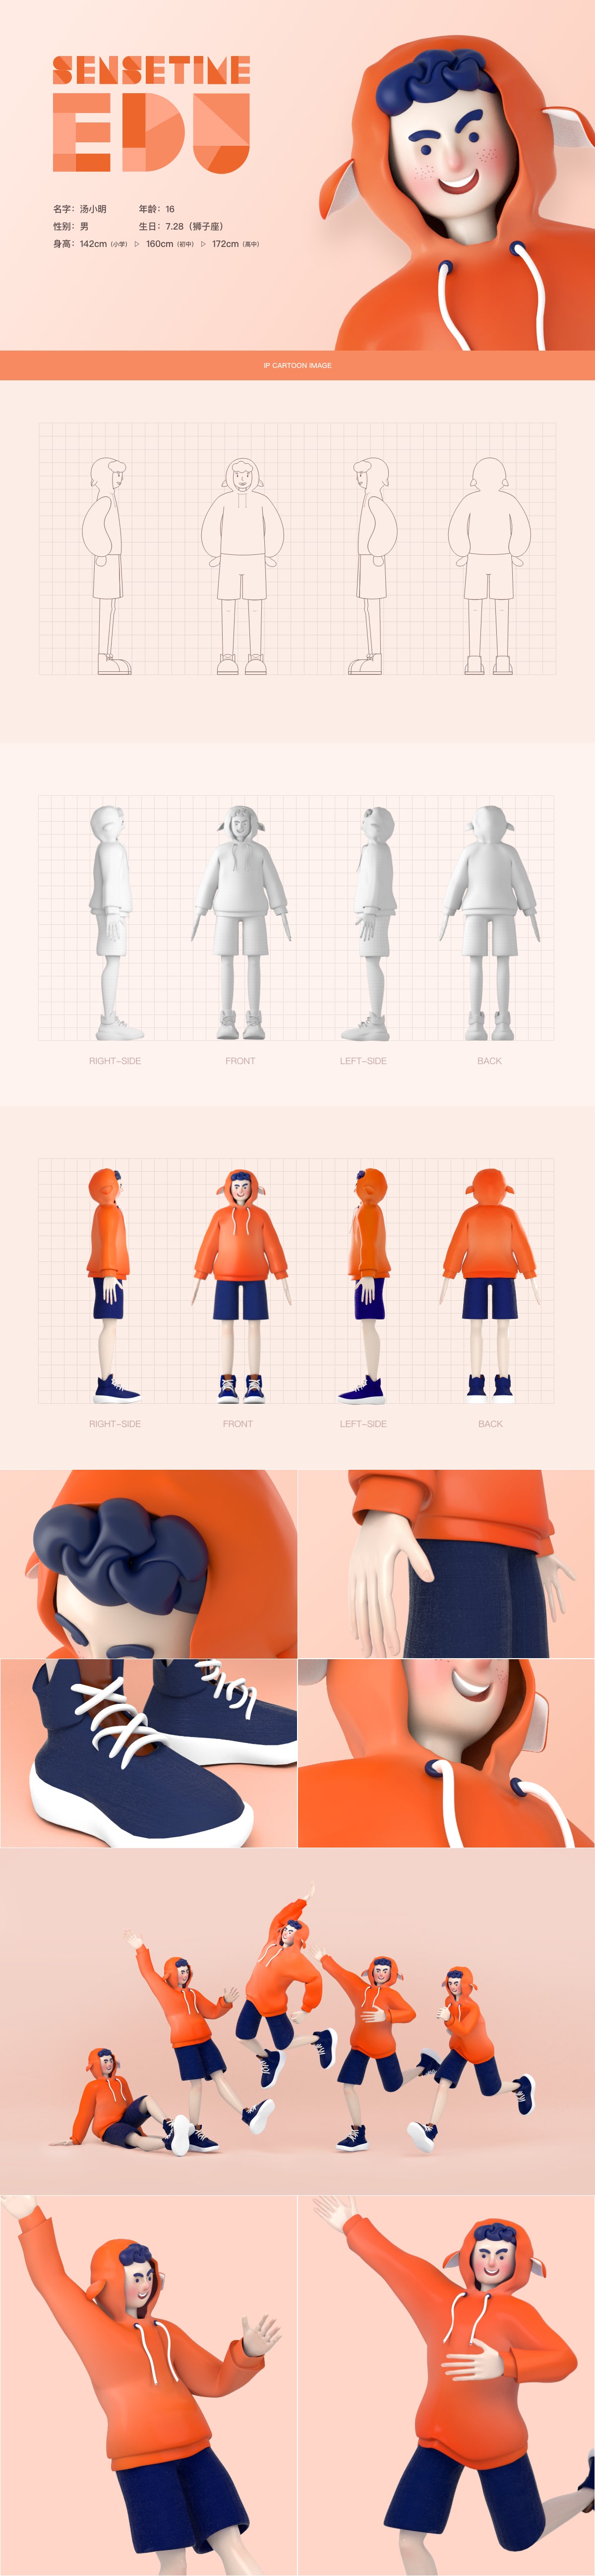 SENSETIME
EDU
名字：汤小明 年龄：16
性别：男 生日：7.28（狮子座）
身高：142cm（小学） ▷ 160cm（初中） ▷ 172cm（高中）
IP CARTOON IMAGE
RIGHT-SIDE FRONT LEFT-SIDE BACK
RIGHT-SIDE FRONT LEFT-SIDE BACK